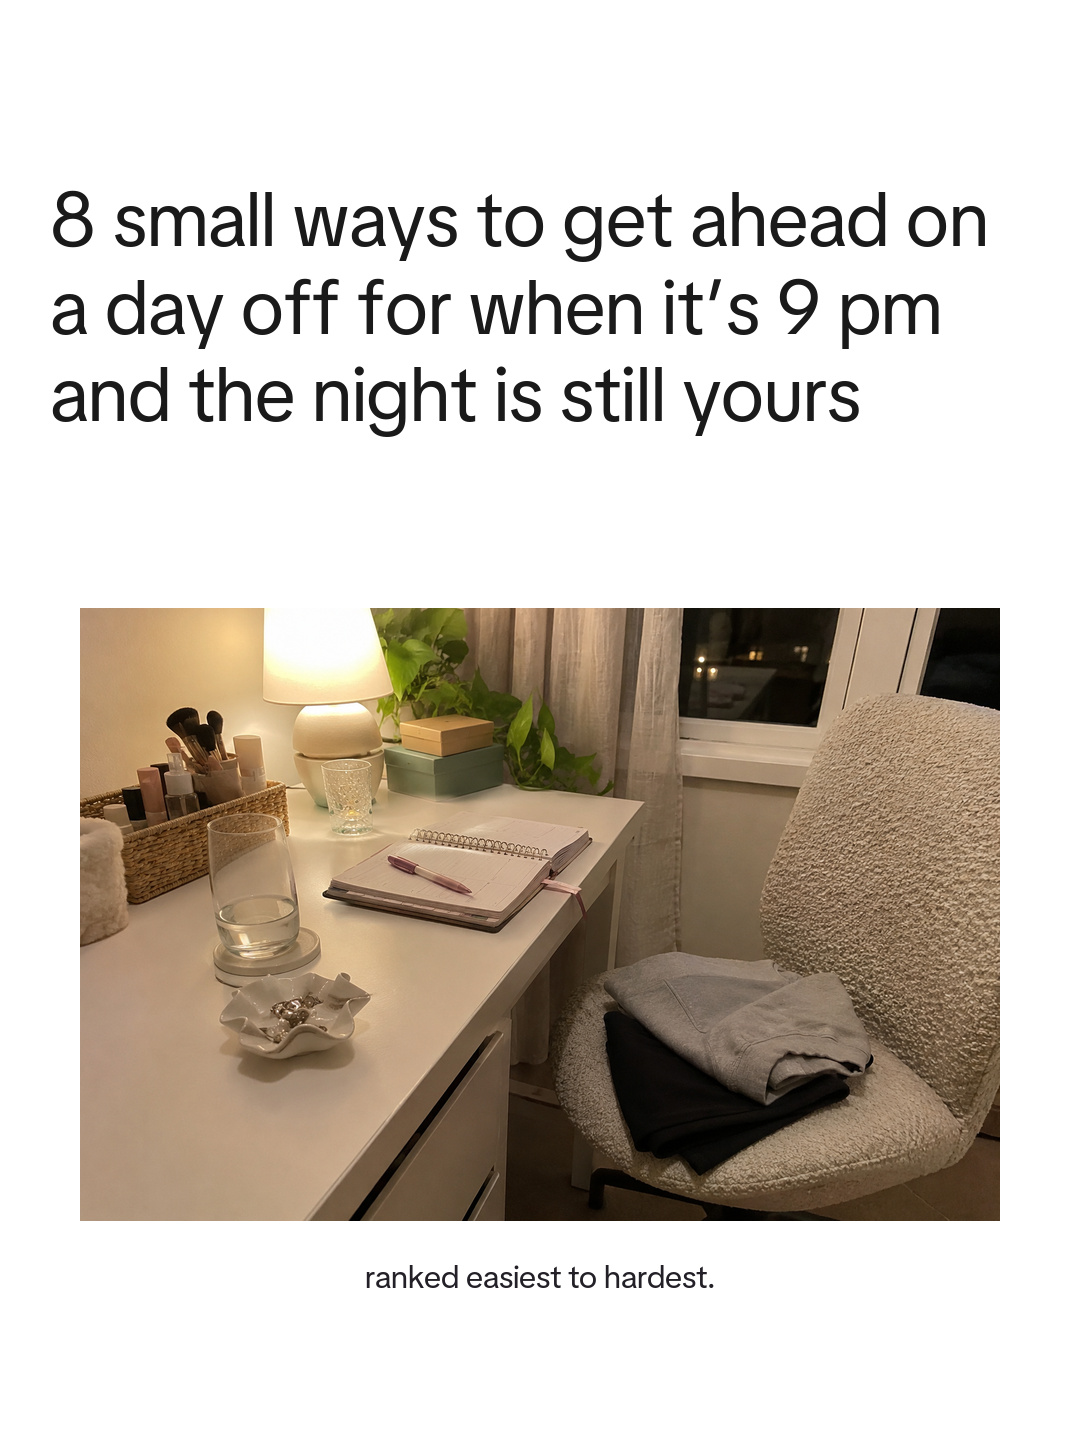 8 small ways to get ahead on
a day off for when it’s 9 pm
and the night is still yours
ranked easiest to hardest.